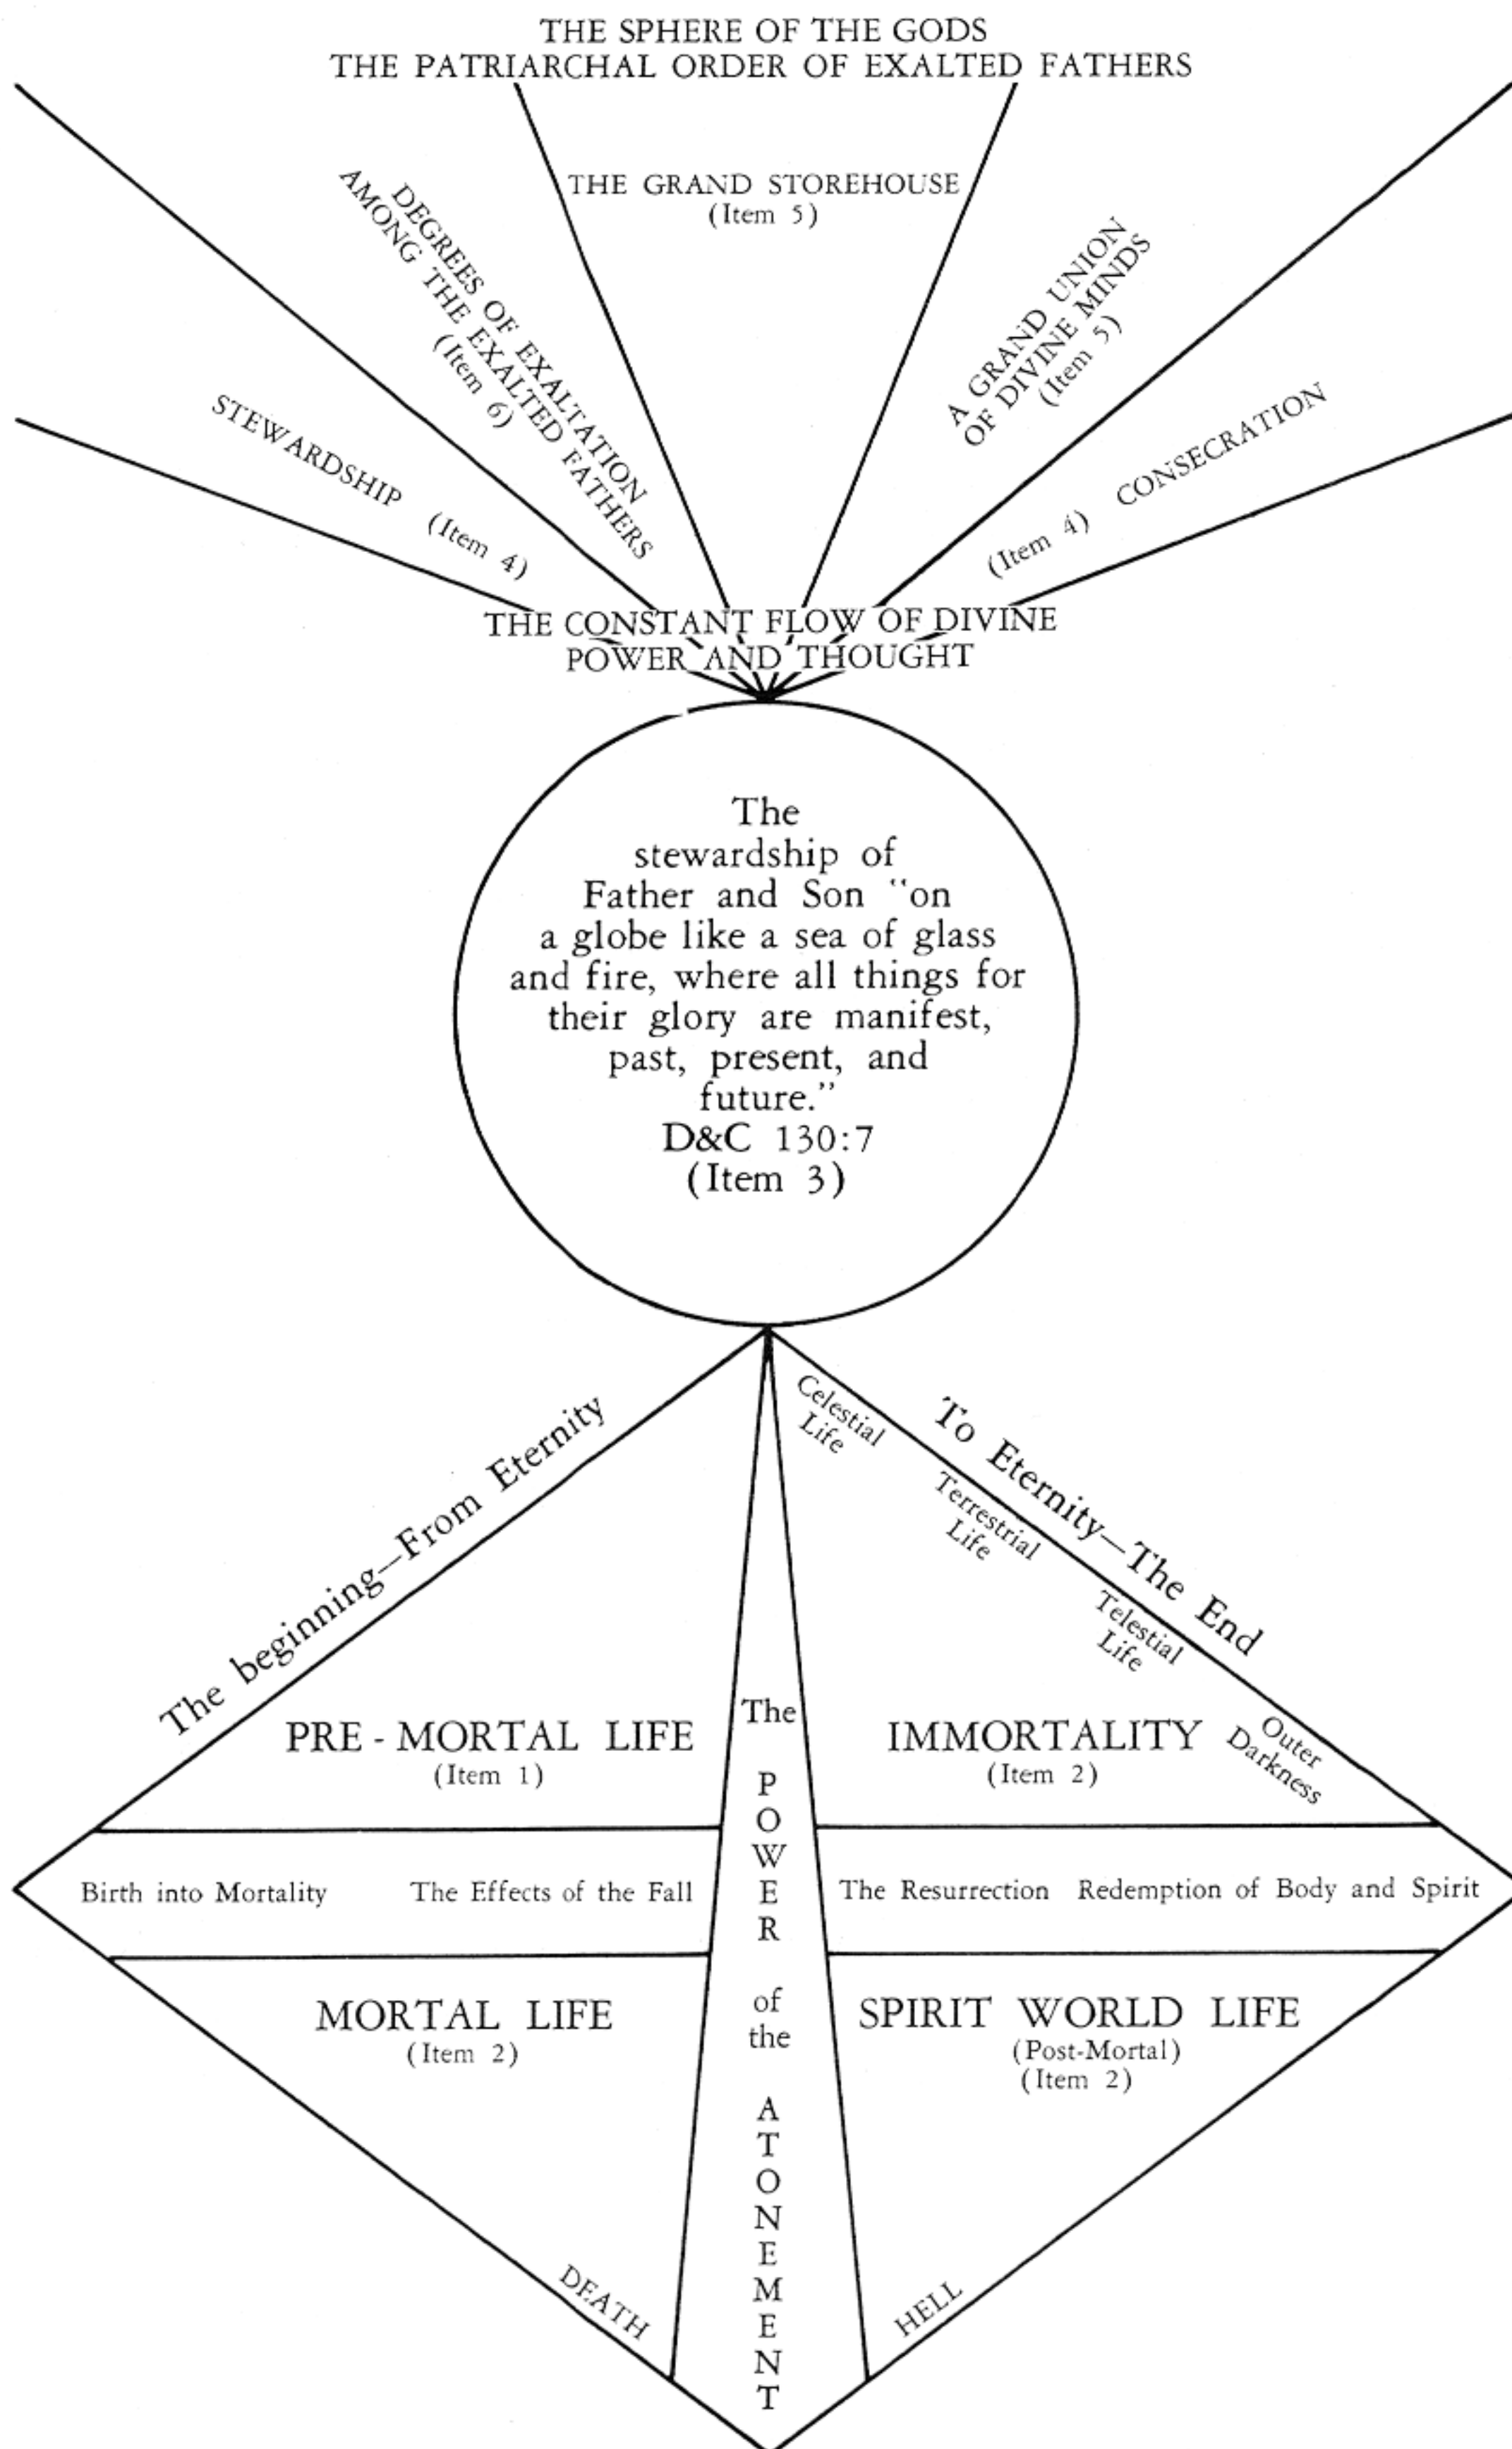 THE SPHERE OF THE GODS
THE PATRIARCHAL ORDER OF EXALTED FATHERS
THE GRAND STOREHOUSE
(Item 5)
DEGREES OF EXALTATION
AMONG THE EXALTED FATHERS
(Item 6)
A GRAND UNION
OF DIVINE MINDS
(Item 5)
STEWARDSHIP (Item 4)
(Item 4) CONSECRATION
THE CONSTANT FLOW OF DIVINE
POWER AND THOUGHT
The
stewardship of
Father and Son "on
a globe like a sea of glass
and fire, where all things for
their glory are manifest,
past, present, and
future."
D&C 130:7
(Item 3)
The beginning—From Eternity
To Eternity—The End
Celestial
Life
Terrestrial
Life
Telestial
Life
Outer
Darkness
PRE - MORTAL LIFE
(Item 1)
IMMORTALITY
(Item 2)
Birth into Mortality The Effects of the Fall
The Resurrection Redemption of Body and Spirit
MORTAL LIFE
(Item 2)
SPIRIT WORLD LIFE
(Post-Mortal)
(Item 2)
The
POWER
of
the
ATONEMENT
DEATH
HELL